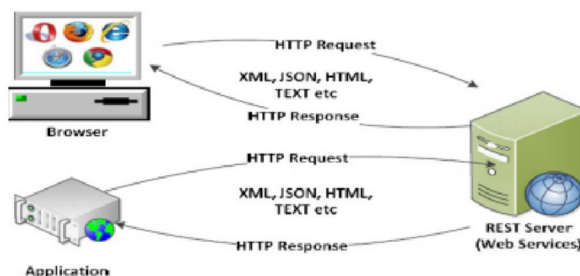 HTTP Request
XML, JSON, HTML,
TEXT etc
HTTP Response
Browser
HTTP Request
XML, JSON, HTML,
TEXT etc
HTTP Response
Application
REST Server
(Web Services)